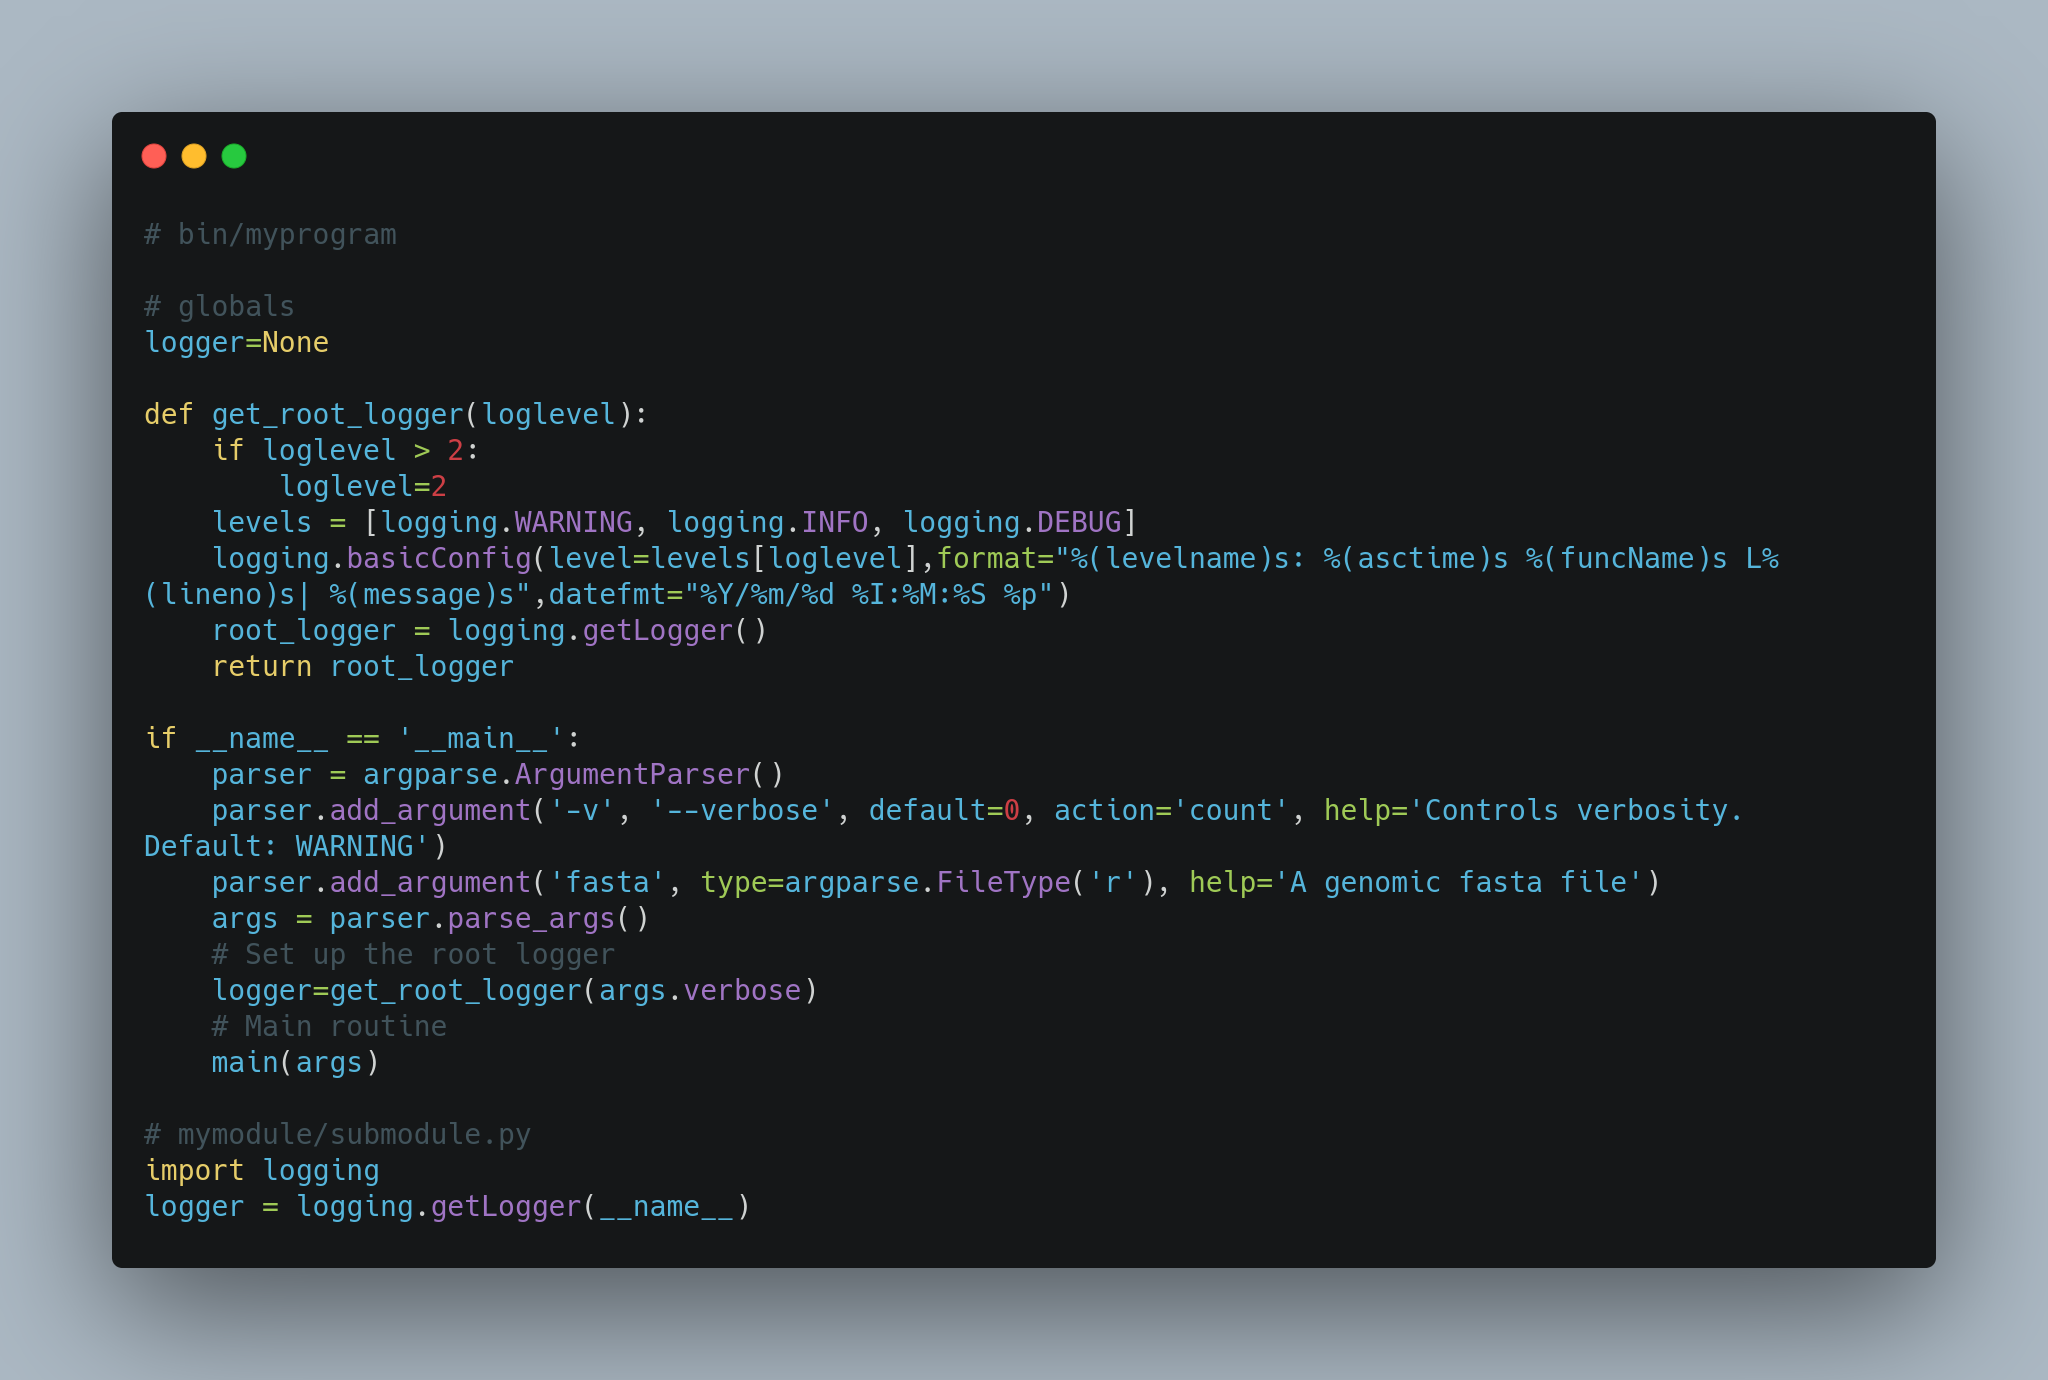 # bin/myprogram

# globals
logger=None

def get_root_logger(loglevel):
    if loglevel > 2:
        loglevel=2
    levels = [logging.WARNING, logging.INFO, logging.DEBUG]
    logging.basicConfig(level=levels[loglevel],format="%(levelname)s: %(asctime)s %(funcName)s L%
(lineno)s| %(message)s",datefmt="%Y/%m/%d %I:%M:%S %p")
    root_logger = logging.getLogger()
    return root_logger

if __name__ == '__main__':
    parser = argparse.ArgumentParser()
    parser.add_argument('-v', '--verbose', default=0, action='count', help='Controls verbosity.
Default: WARNING')
    parser.add_argument('fasta', type=argparse.FileType('r'), help='A genomic fasta file')
    args = parser.parse_args()
    # Set up the root logger
    logger=get_root_logger(args.verbose)
    # Main routine
    main(args)

# mymodule/submodule.py
import logging
logger = logging.getLogger(__name__)